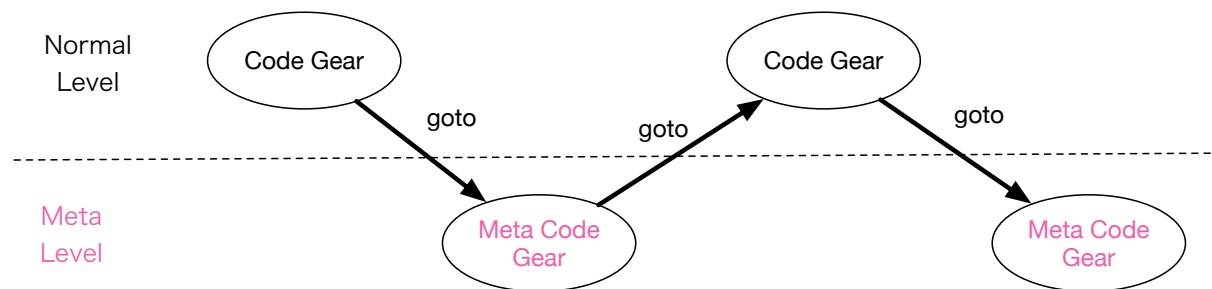 Normal
Level
Code Gear
Code Gear
goto
goto
goto
Meta
Level
Meta Code
Gear
Meta Code
Gear